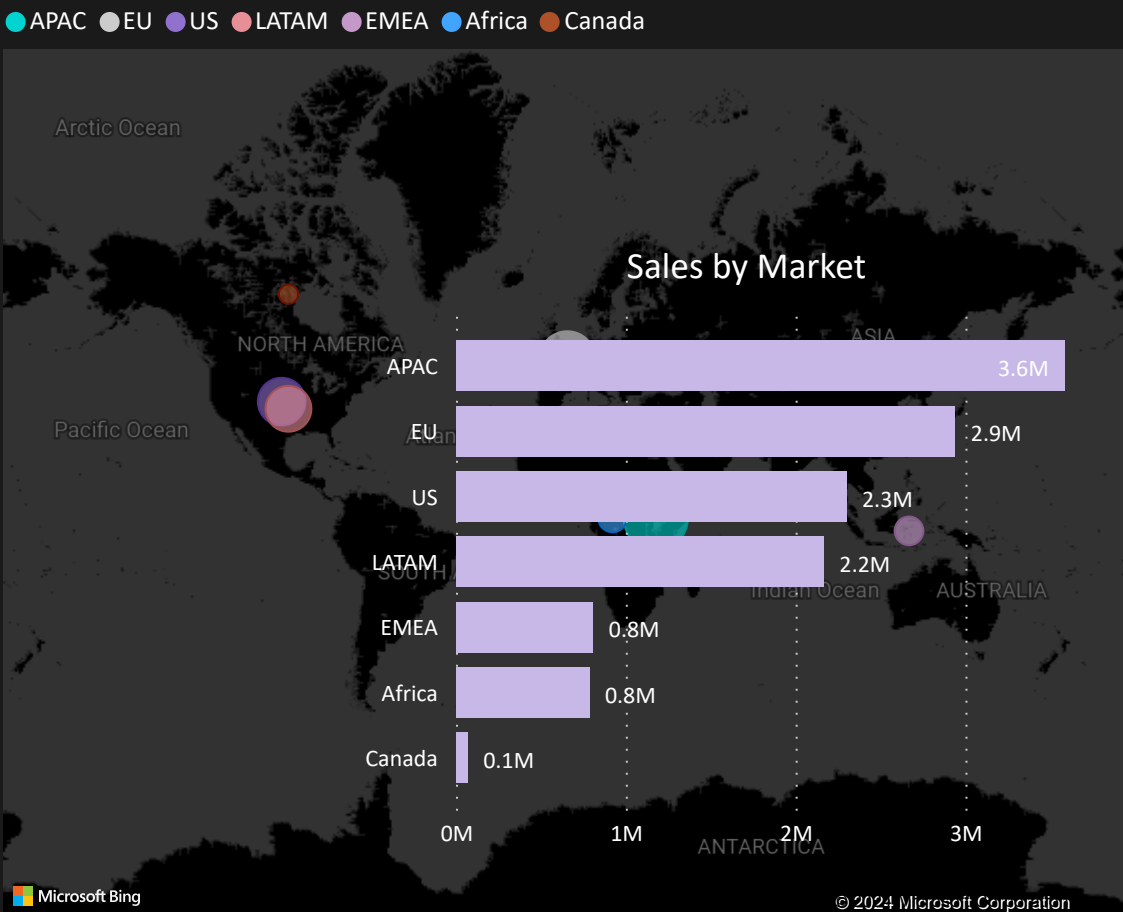 APAC EU US LATAM EMEA Africa Canada
Arctic Ocean
Sales by Market
NORTH AMERICA
ASIA
APAC 3.6M
Pacific Ocean
EU 2.9M
US 2.3M
LATAM 2.2M
SOUTH
Indian Ocean
AUSTRALIA
EMEA 0.8M
Africa 0.8M
Canada 0.1M
0M 1M 2M 3M
ANTARCTICA
Microsoft Bing
© 2024 Microsoft Corporation